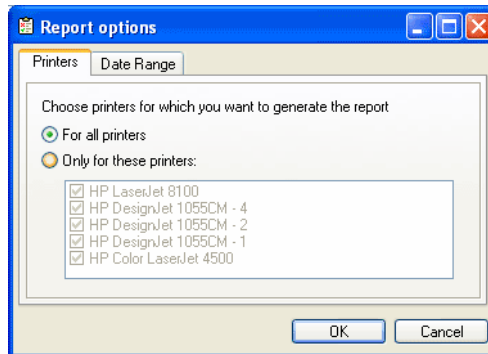 Report options
Printers Date Range
Choose printers for which you want to generate the report
For all printers
Only for these printers:
HP LaserJet 8100
HP DesignJet 1055CM - 4
HP DesignJet 1055CM - 2
HP DesignJet 1055CM - 1
HP Color LaserJet 4500
OK Cancel